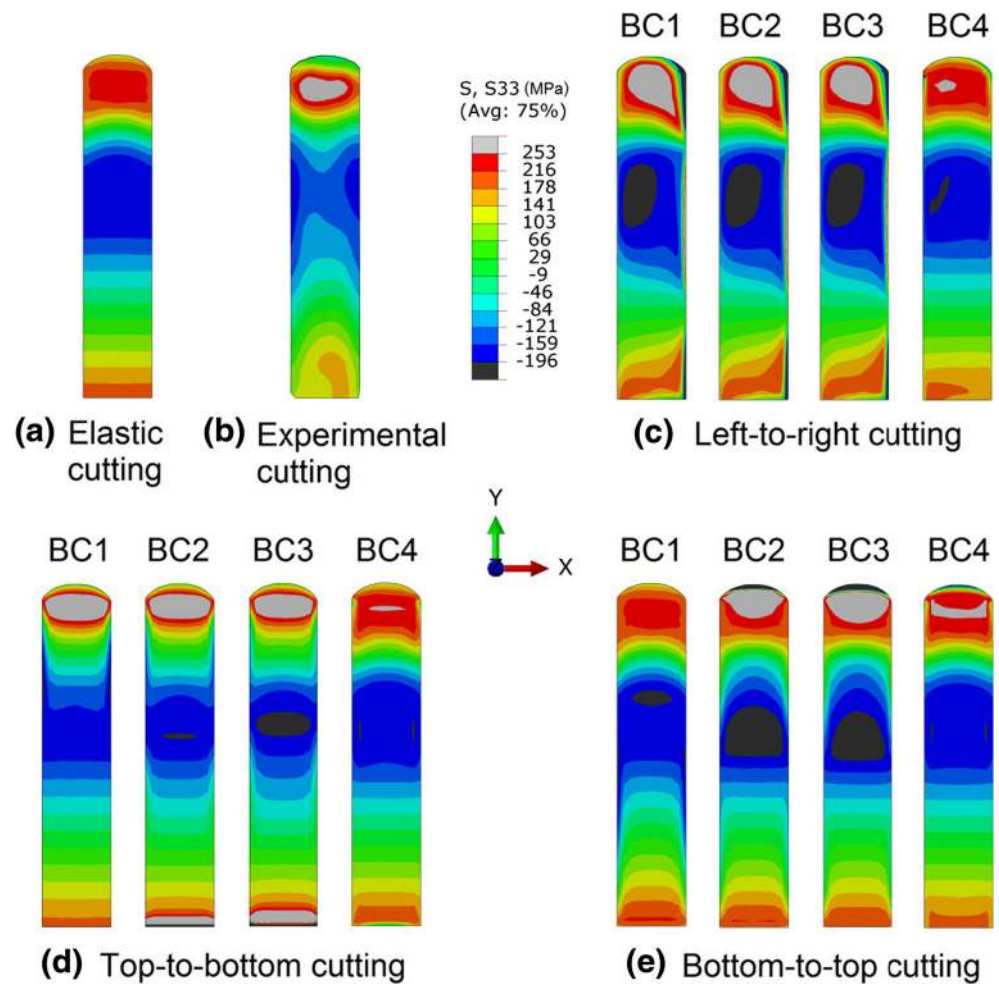 BC1 BC2 BC3 BC4
S, S33 (MPa)
(Avg: 75%)
253
216
178
141
103
66
29
-9
-46
-84
-121
-159
-196
(a) Elastic
cutting
(b) Experimental
cutting
(c) Left-to-right cutting
Y
X
BC1 BC2 BC3 BC4
BC1 BC2 BC3 BC4
(d) Top-to-bottom cutting
(e) Bottom-to-top cutting